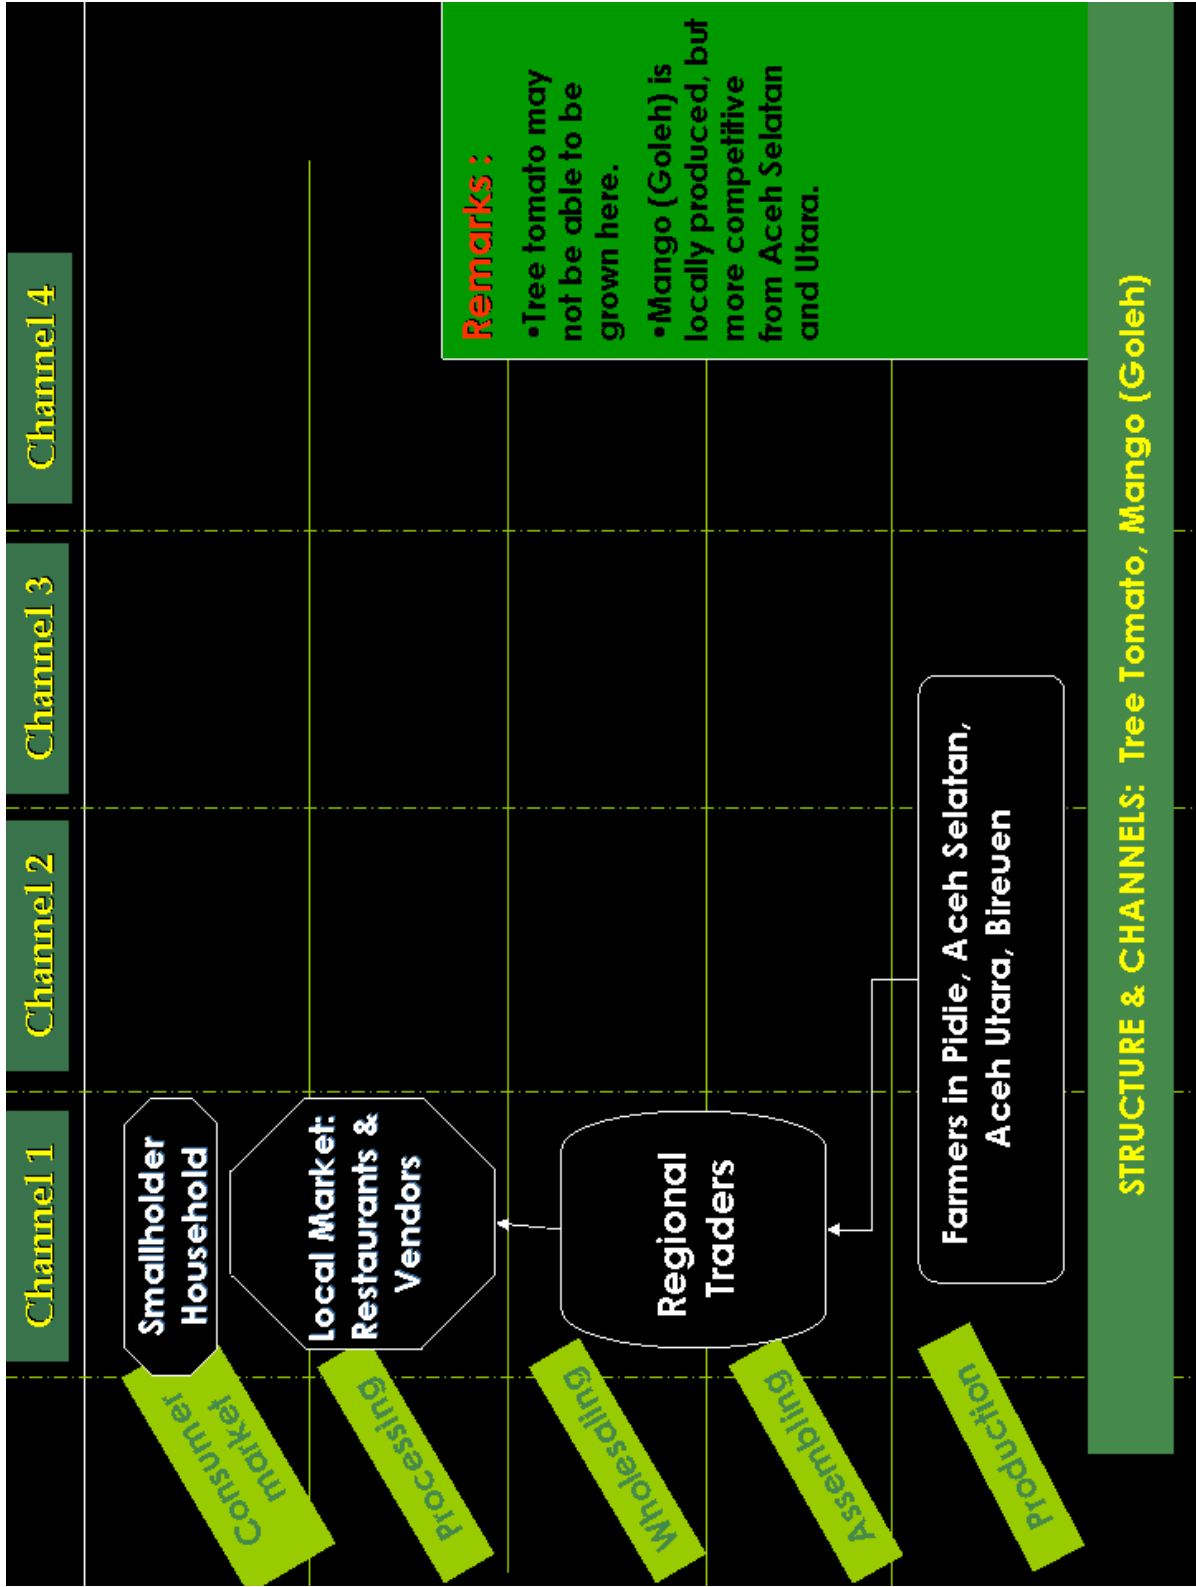 Channel 1
Channel 2
Channel 3
Channel 4
Consumer
market
Smallholder
Household
Processing
Local Market:
Restaurants &
Vendors
Wholesaling
Regional
Traders
Assembling
Production
Farmers in Pidie, Aceh Selatan,
Aceh Utara, Bireuen
Remarks :
•Tree tomato may
not be able to be
grown here.
•Mango (Goleh) is
locally produced, but
more competitive
from Aceh Selatan
and Utara.
STRUCTURE & CHANNELS: Tree Tomato, Mango (Goleh)